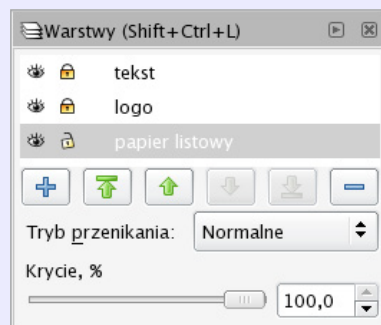 Warstwy (Shift+Ctrl+L)
tekst
logo
papier listowy
Tryb przenikania: Normalne
Krycie, %
100,0